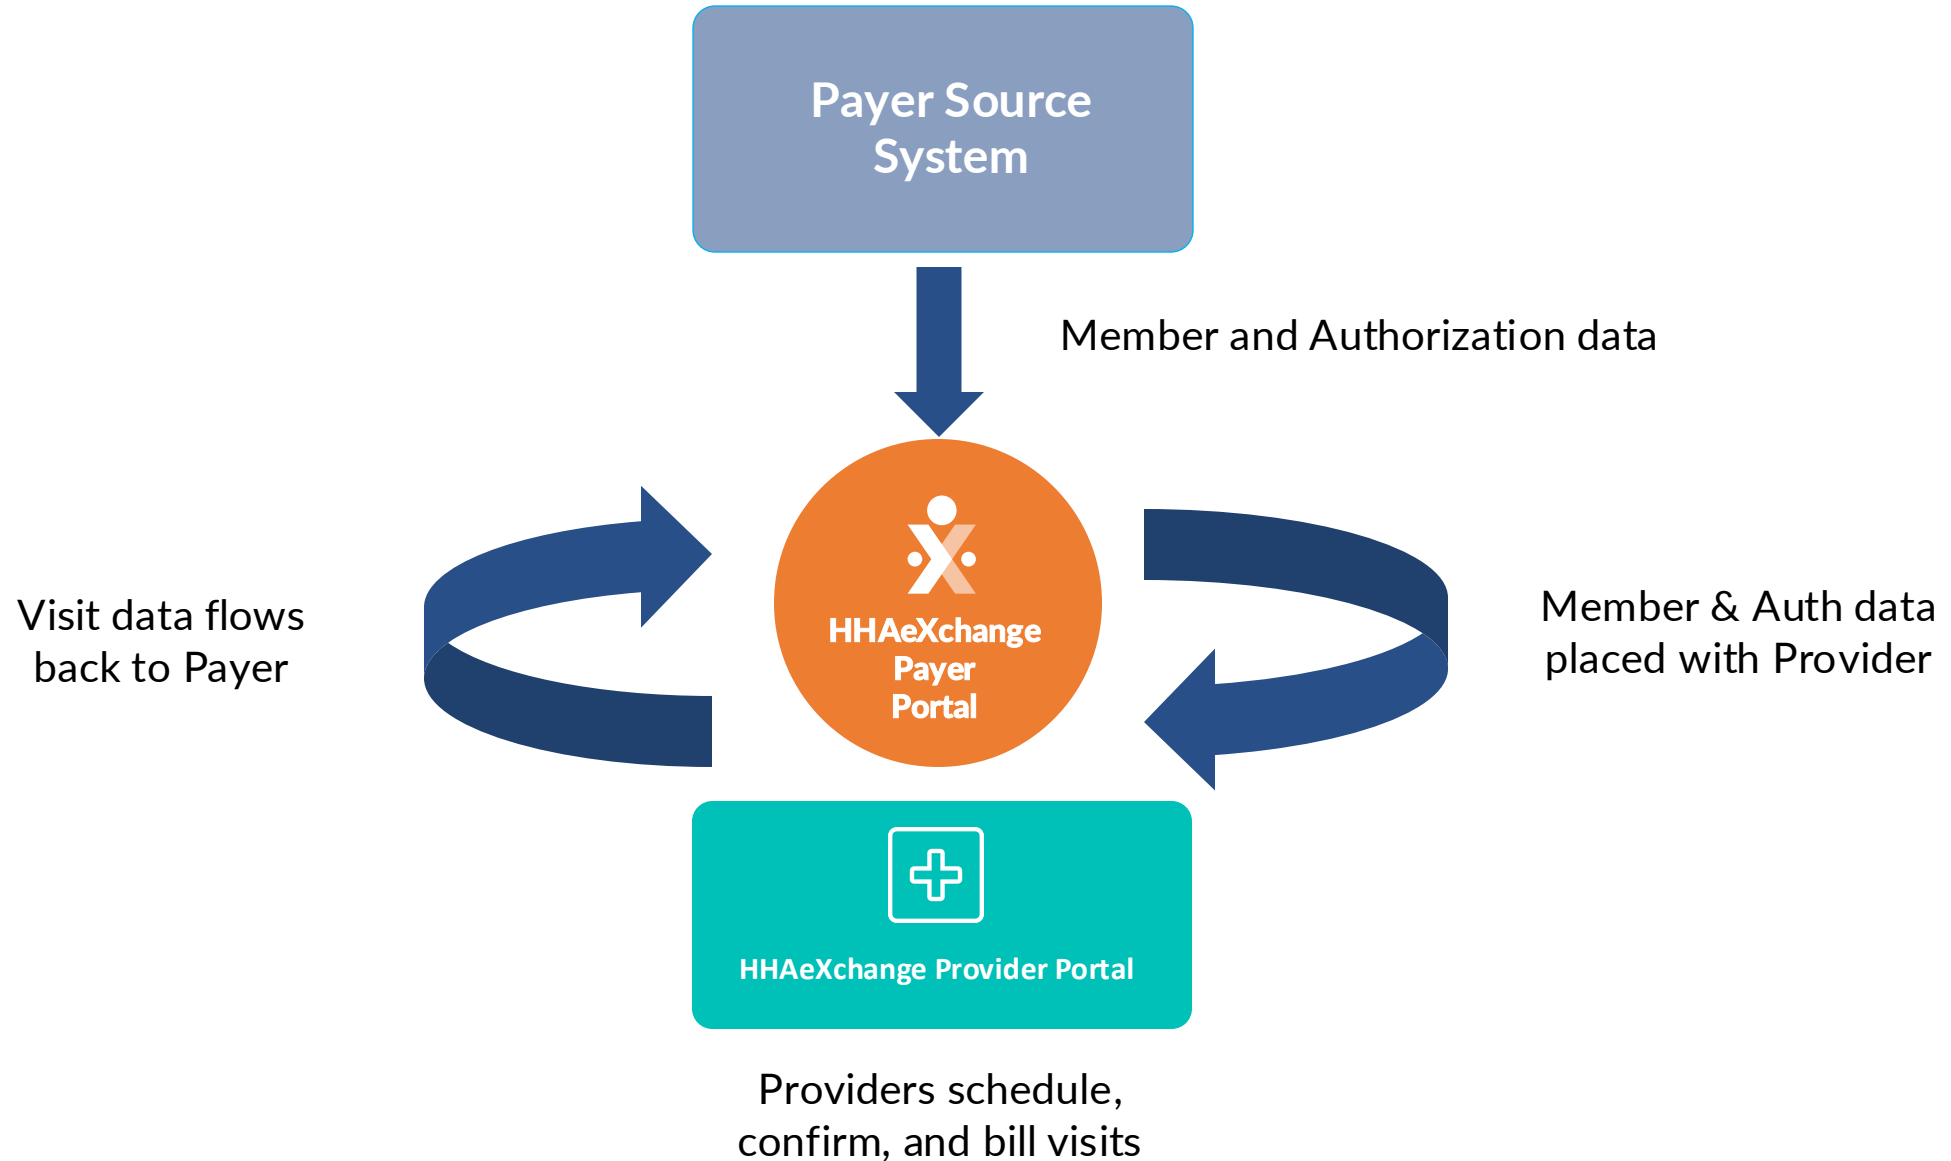 Payer Source
System
Member and Authorization data
HHAeXchange
Payer
Portal
Visit data flows
back to Payer
Member & Auth data
placed with Provider
HHAeXchange Provider Portal
Providers schedule,
confirm, and bill visits